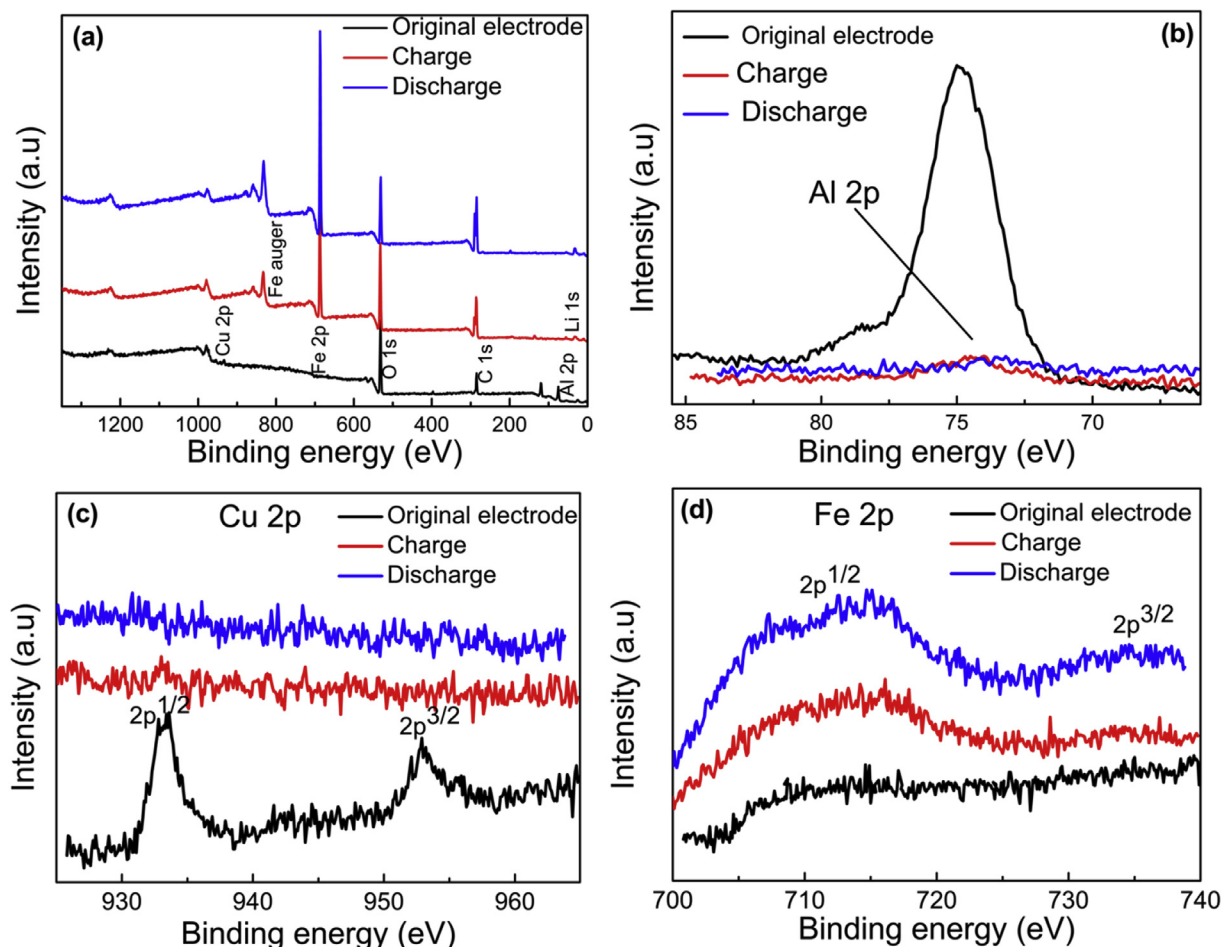 (a)
Original electrode
Charge
Discharge
Intensity (a.u)
Cu 2p
Fe auger
Fe 2p
O 1s
C 1s
Al 2p
Li 1s
1200 1000 800 600 400 200 0
Binding energy (eV)
(b)
Original electrode
Charge
Discharge
Al 2p
Intensity (a.u)
85 80 75 70
Binding energy (eV)
(c)
Cu 2p
Original electrode
Charge
Discharge
2p1/2
2p3/2
Intensity (a.u)
930 940 950 960
Binding energy (eV)
(d)
Fe 2p
Original electrode
Charge
Discharge
2p1/2
2p3/2
Intensity (a.u)
700 710 720 730 740
Binding energy (eV)